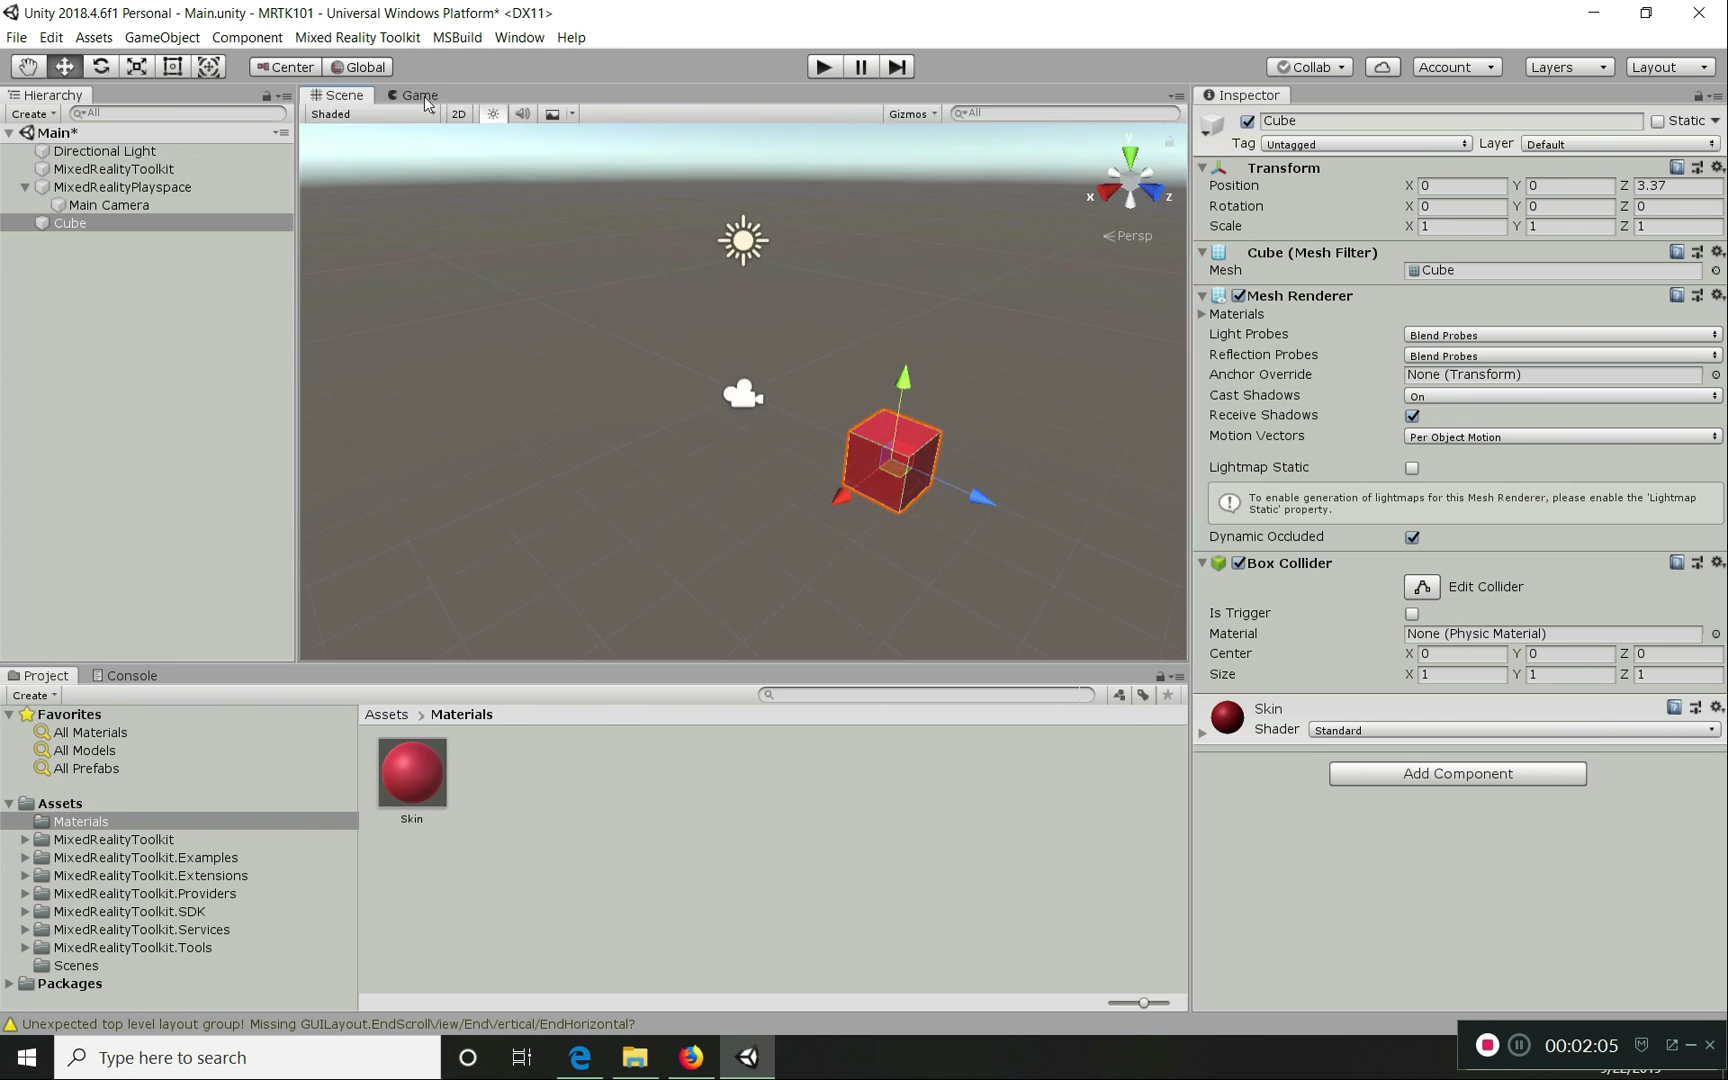 Unity 2018.4.6f1 Personal - Main.unity - MRTK101 - Universal Windows Platform* <DX11>
File Edit Assets GameObject Component Mixed Reality Toolkit MSBuild Window Help
Center Global Collab Account Layers Layout
Hierarchy
Create All
Main*
Directional Light
MixedRealityToolkit
MixedRealityPlayspace
Main Camera
Cube
Scene Game
Shaded 2D Gizmos All
y
x z
Persp
Inspector
Cube Static
Tag Untagged Layer Default
Transform
Position X 0 Y 0 Z 3.37
Rotation X 0 Y 0 Z 0
Scale X 1 Y 1 Z 1
Cube (Mesh Filter)
Mesh Cube
Mesh Renderer
Materials
Light Probes Blend Probes
Reflection Probes Blend Probes
Anchor Override None (Transform)
Cast Shadows On
Receive Shadows
Motion Vectors Per Object Motion
Lightmap Static
To enable generation of lightmaps for this Mesh Renderer, please enable the 'Lightmap
Static' property.
Dynamic Occluded
Box Collider
Edit Collider
Is Trigger
Material None (Physic Material)
Center X 0 Y 0 Z 0
Size X 1 Y 1 Z 1
Skin
Shader Standard
Add Component
Project Console
Create
Favorites
All Materials
All Models
All Prefabs
Assets
Materials
MixedRealityToolkit
MixedRealityToolkit.Examples
MixedRealityToolkit.Extensions
MixedRealityToolkit.Providers
MixedRealityToolkit.SDK
MixedRealityToolkit.Services
MixedRealityToolkit.Tools
Scenes
Packages
Assets > Materials
Skin
Unexpected top level layout group! Missing GUILayout.EndScrollView/EndVertical/EndHorizontal?
Type here to search
00:02:05